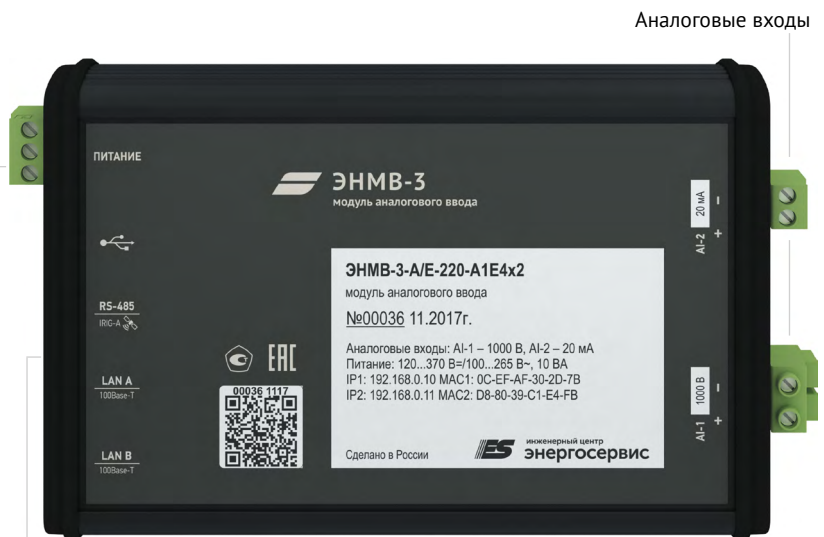 Аналоговые входы
ПИТАНИЕ
ЭНМВ-3
модуль аналогового ввода
RS-485
IRIG-A
LAN A
100Base-T
LAN B
100Base-T
ЭНМВ-3-А/Е-220-А1Е4х2
модуль аналогового ввода
№00036 11.2017г.
Аналоговые входы: AI-1 – 1000 В, AI-2 – 20 мА
Питание: 120...370 В=/100...265 В~, 10 ВА
IP1: 192.168.0.10 MAC1: 0C-EF-AF-30-2D-7B
IP2: 192.168.0.11 MAC2: D8-80-39-C1-E4-FB
Сделано в России
ES
инженерный центр
энергосервис
ЕАС
00036 1117
AI-2 20 мА
+ –
AI-1 1000 В
+ –